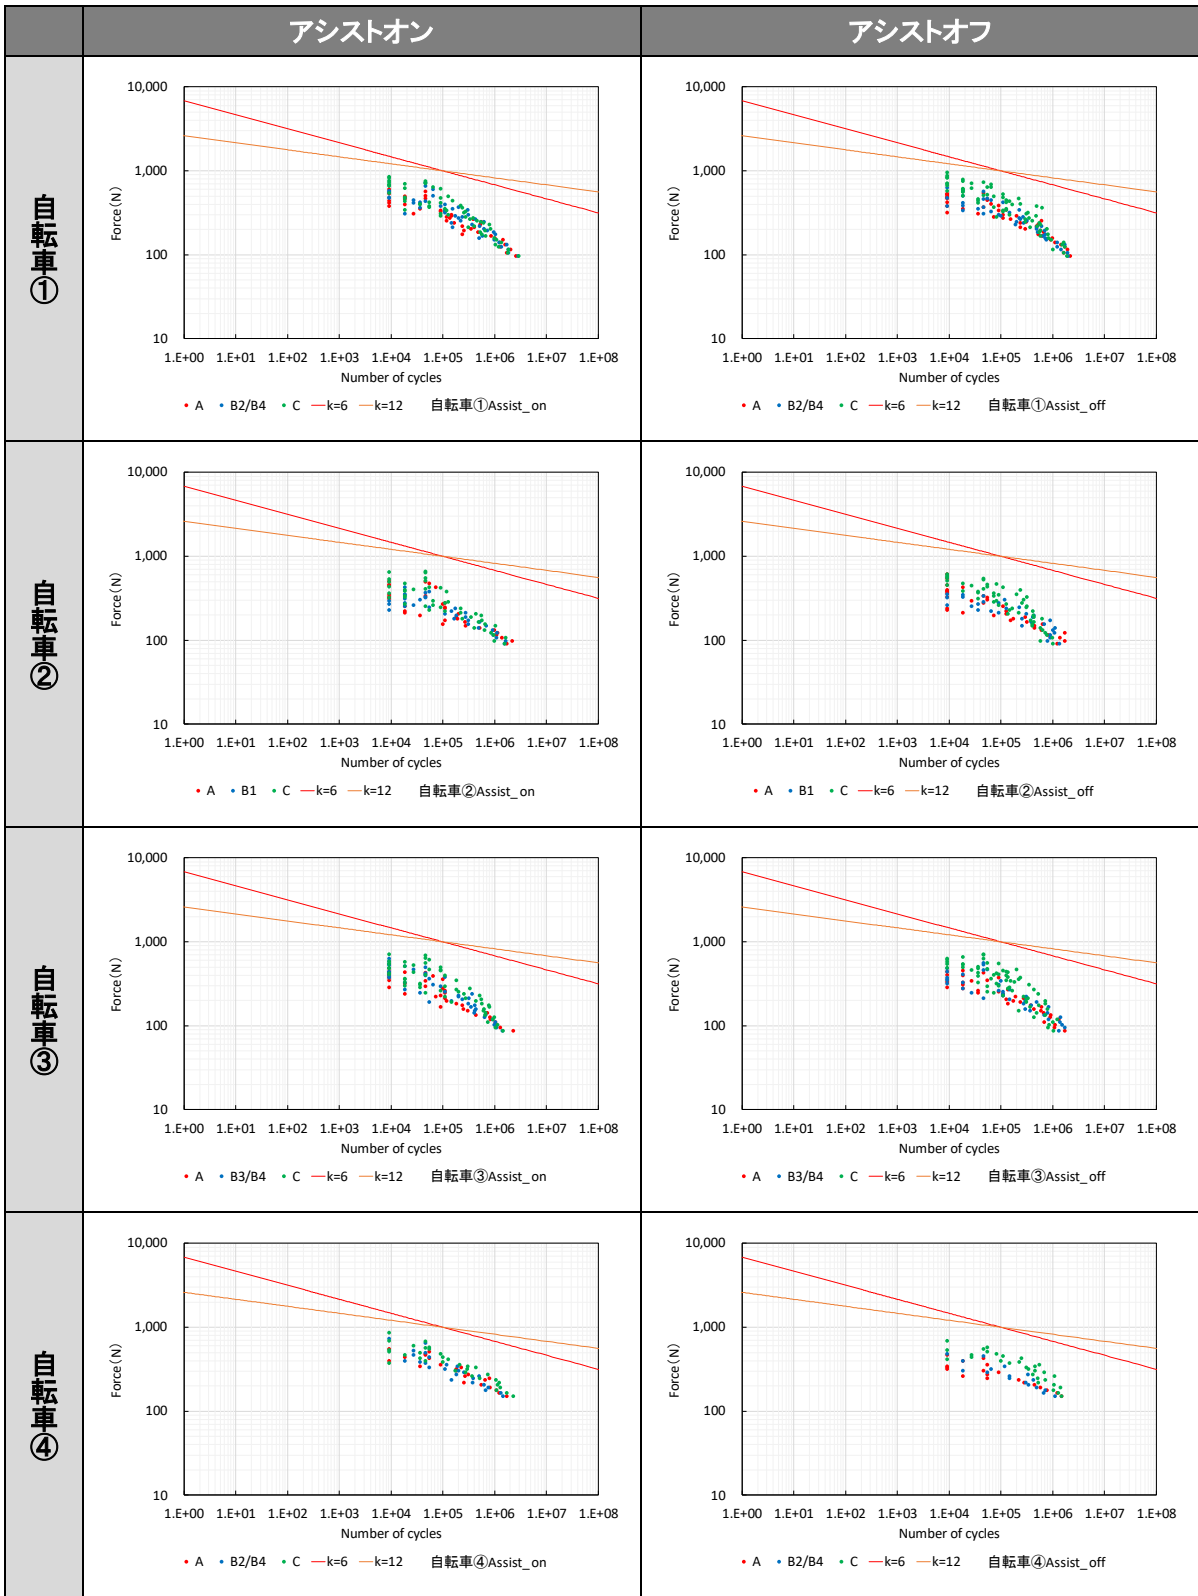 アシストオン アシストオフ
自転車①
10,000
1,000
100
10
Force(N)
1.E+00 1.E+01 1.E+02 1.E+03 1.E+04 1.E+05 1.E+06 1.E+07 1.E+08
Number of cycles
A B2/B4 C k=6 k=12 自転車①Assist_on
10,000
1,000
100
10
Force(N)
1.E+00 1.E+01 1.E+02 1.E+03 1.E+04 1.E+05 1.E+06 1.E+07 1.E+08
Number of cycles
A B2/B4 C k=6 k=12 自転車①Assist_off
自転車②
10,000
1,000
100
10
Force(N)
1.E+00 1.E+01 1.E+02 1.E+03 1.E+04 1.E+05 1.E+06 1.E+07 1.E+08
Number of cycles
A B1 C k=6 k=12 自転車②Assist_on
10,000
1,000
100
10
Force(N)
1.E+00 1.E+01 1.E+02 1.E+03 1.E+04 1.E+05 1.E+06 1.E+07 1.E+08
Number of cycles
A B1 C k=6 k=12 自転車②Assist_off
自転車③
10,000
1,000
100
10
Force(N)
1.E+00 1.E+01 1.E+02 1.E+03 1.E+04 1.E+05 1.E+06 1.E+07 1.E+08
Number of cycles
A B3/B4 C k=6 k=12 自転車③Assist_on
10,000
1,000
100
10
Force(N)
1.E+00 1.E+01 1.E+02 1.E+03 1.E+04 1.E+05 1.E+06 1.E+07 1.E+08
Number of cycles
A B3/B4 C k=6 k=12 自転車③Assist_off
自転車④
10,000
1,000
100
10
Force(N)
1.E+00 1.E+01 1.E+02 1.E+03 1.E+04 1.E+05 1.E+06 1.E+07 1.E+08
Number of cycles
A B2/B4 C k=6 k=12 自転車④Assist_on
10,000
1,000
100
10
Force(N)
1.E+00 1.E+01 1.E+02 1.E+03 1.E+04 1.E+05 1.E+06 1.E+07 1.E+08
Number of cycles
A B2/B4 C k=6 k=12 自転車④Assist_off